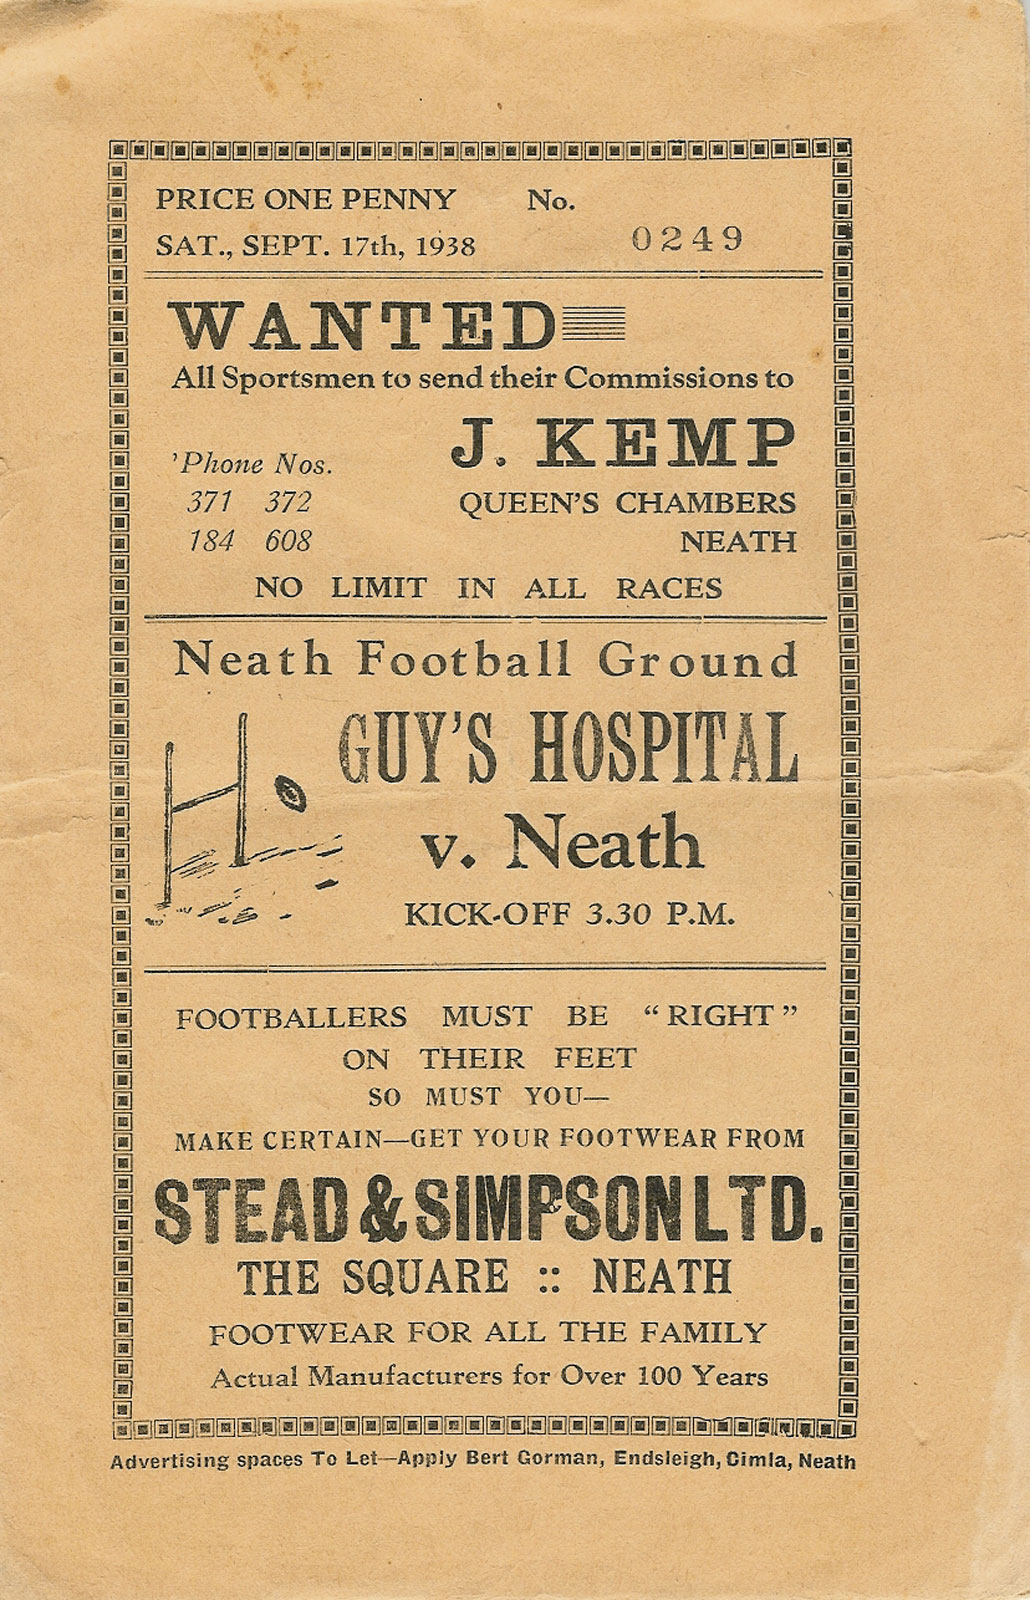 PRICE ONE PENNY No.
SAT., SEPT. 17th, 1938 0249
WANTED
All Sportsmen to send their Commissions to
J. KEMP
'Phone Nos.
371 372 QUEEN'S CHAMBERS
184 608 NEATH
NO LIMIT IN ALL RACES
Neath Football Ground
GUY'S HOSPITAL
v. Neath
KICK-OFF 3.30 P.M.
FOOTBALLERS MUST BE "RIGHT"
ON THEIR FEET
SO MUST YOU—
MAKE CERTAIN—GET YOUR FOOTWEAR FROM
STEAD & SIMPSON LTD.
THE SQUARE :: NEATH
FOOTWEAR FOR ALL THE FAMILY
Actual Manufacturers for Over 100 Years
Advertising spaces To Let—Apply Bert Gorman, Endsleigh, Cimla, Neath